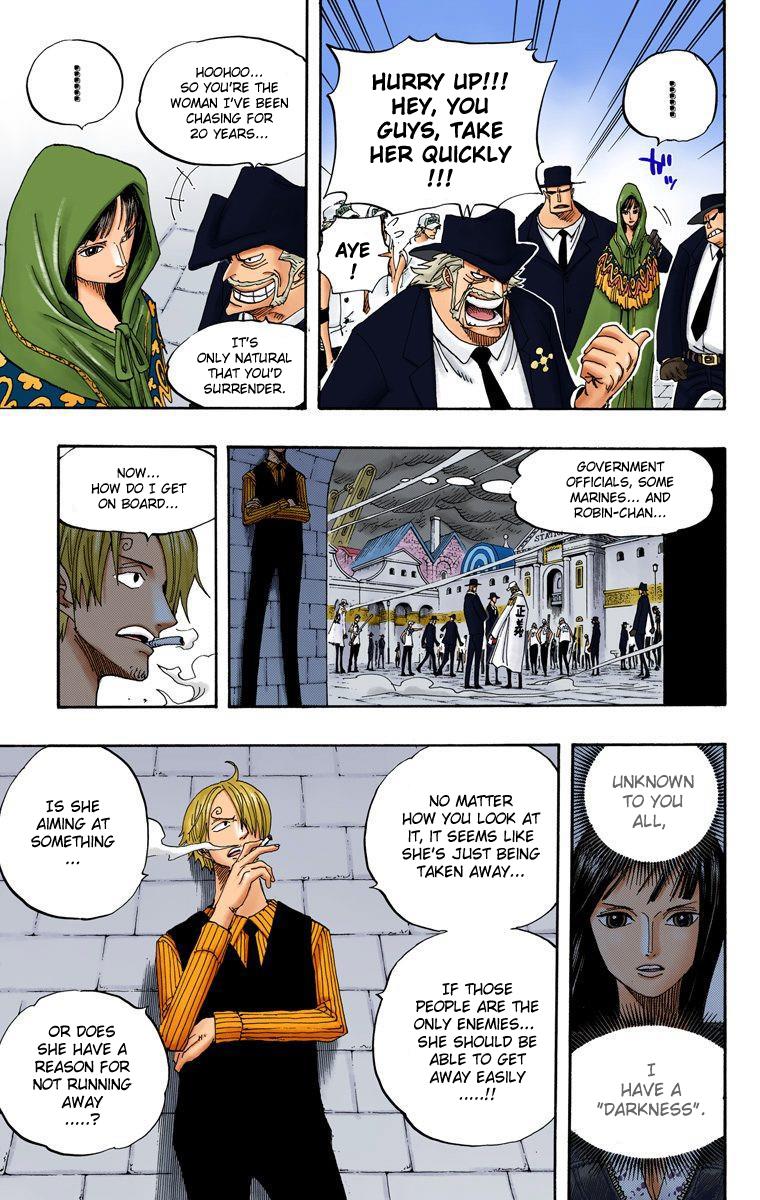 ......
HURRY UP!!!
HEY, YOU
GUYS, TAKE
HER QUICKLY
!!!
AYE
!
HOOHOO...
SO YOU'RE THE
WOMAN I'VE BEEN
CHASING FOR
20 YEARS...
......
IT'S
ONLY NATURAL
THAT YOU'D
SURRENDER.
GOVERNMENT
OFFICIALS, SOME
MARINES... AND
ROBIN-CHAN...
STATION
正義
NOW...
HOW DO I GET
ON BOARD...
UNKNOWN
TO YOU
ALL,
I
HAVE A
"DARKNESS".
NO MATTER
HOW YOU LOOK AT
IT, IT SEEMS LIKE
SHE'S JUST BEING
TAKEN AWAY...
IF THOSE
PEOPLE ARE THE
ONLY ENEMIES...
SHE SHOULD BE
ABLE TO GET
AWAY EASILY
.....!!
IS SHE
AIMING AT
SOMETHING
...
OR DOES
SHE HAVE A
REASON FOR
NOT RUNNING
AWAY
.....?